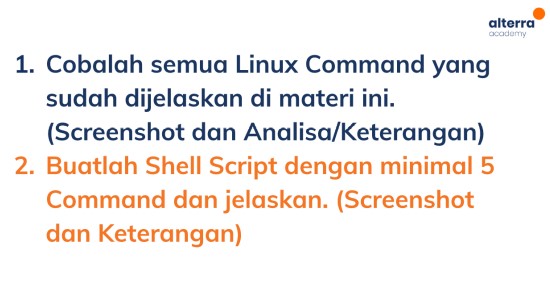 alterra
academy
1. Cobalah semua Linux Command yang
sudah dijelaskan di materi ini.
(Screenshot dan Analisa/Keterangan)
2. Buatlah Shell Script dengan minimal 5
Command dan jelaskan. (Screenshot
dan Keterangan)